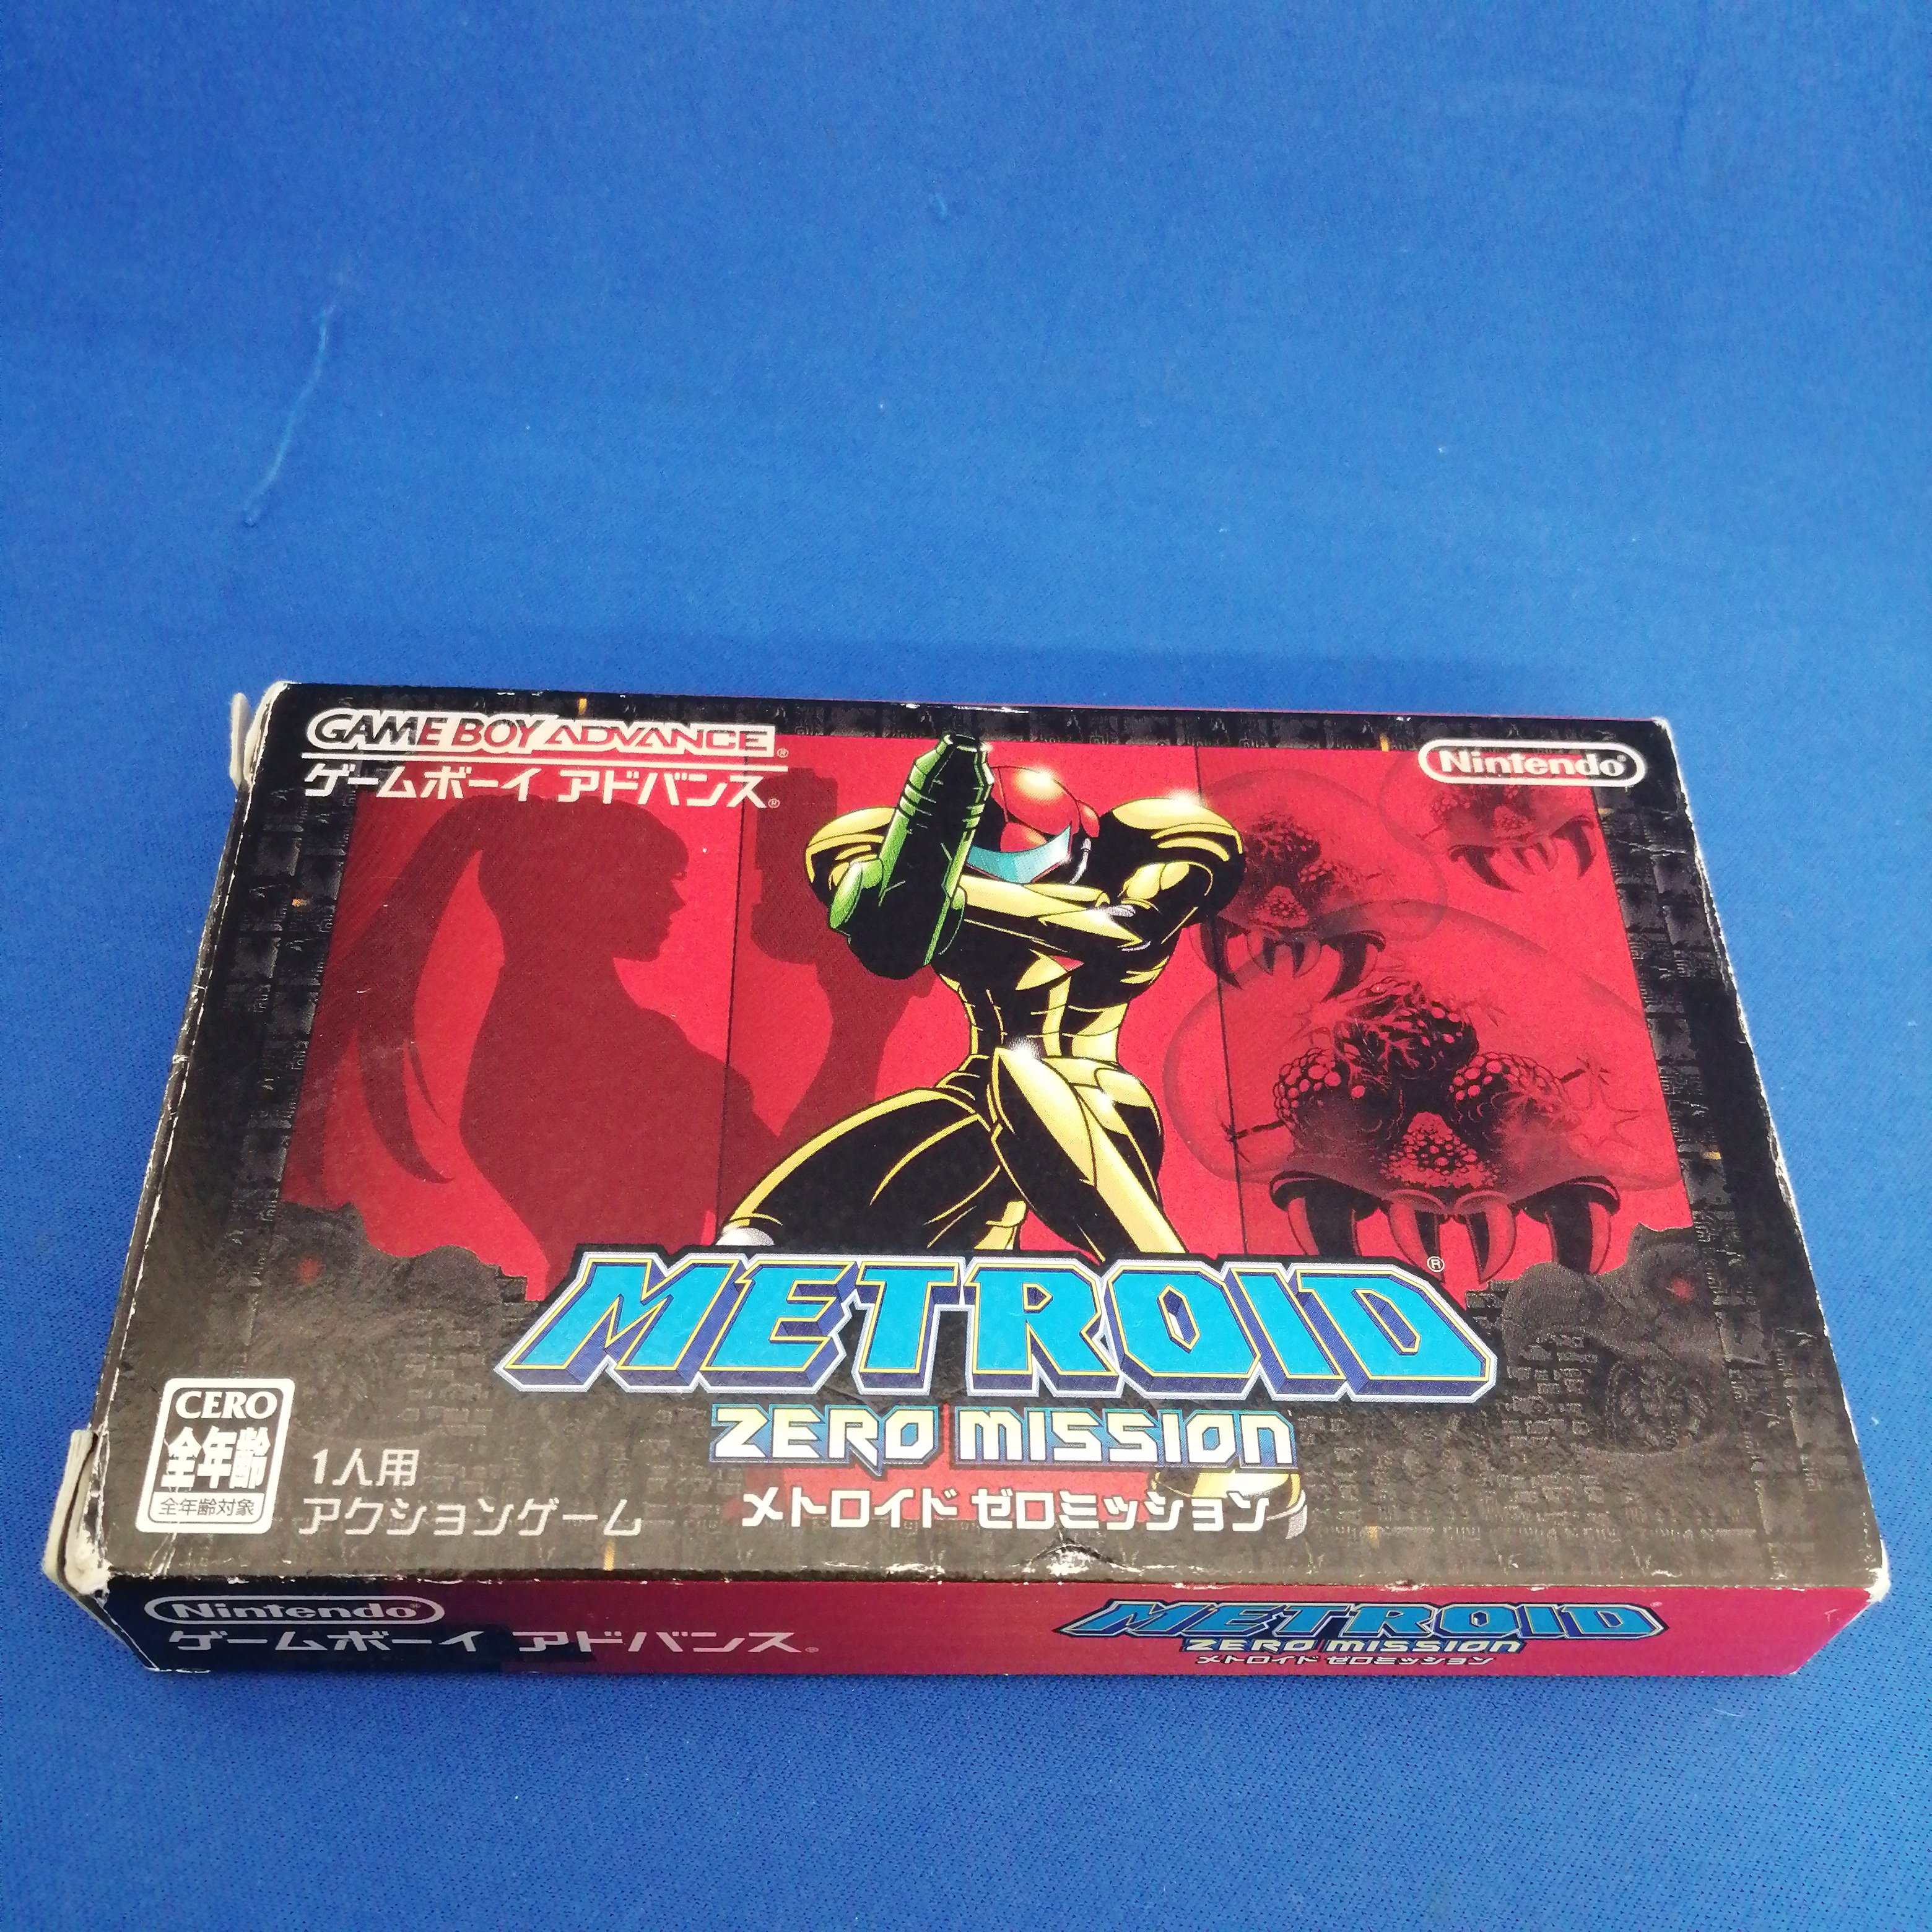 GAME BOY ADVANCE®
ゲームボーイ アドバンス®
Nintendo®
METROID®
ZERO MISSION
メトロイド ゼロミッション
CERO
全年齢
全年齢対象
1人用
アクションゲーム
Nintendo®
ゲームボーイ アドバンス®
METROID®
ZERO MISSION
メトロイド ゼロミッション